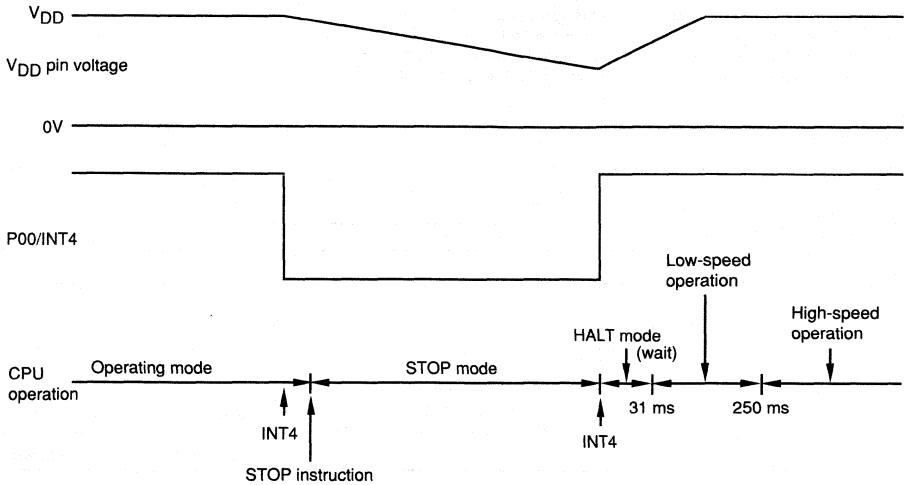 VDD
VDD pin voltage
0V
P00/INT4
Low-speed
operation
High-speed
operation
HALT mode
(wait)
CPU
operation
Operating mode
STOP mode
31 ms
250 ms
INT4
INT4
STOP instruction